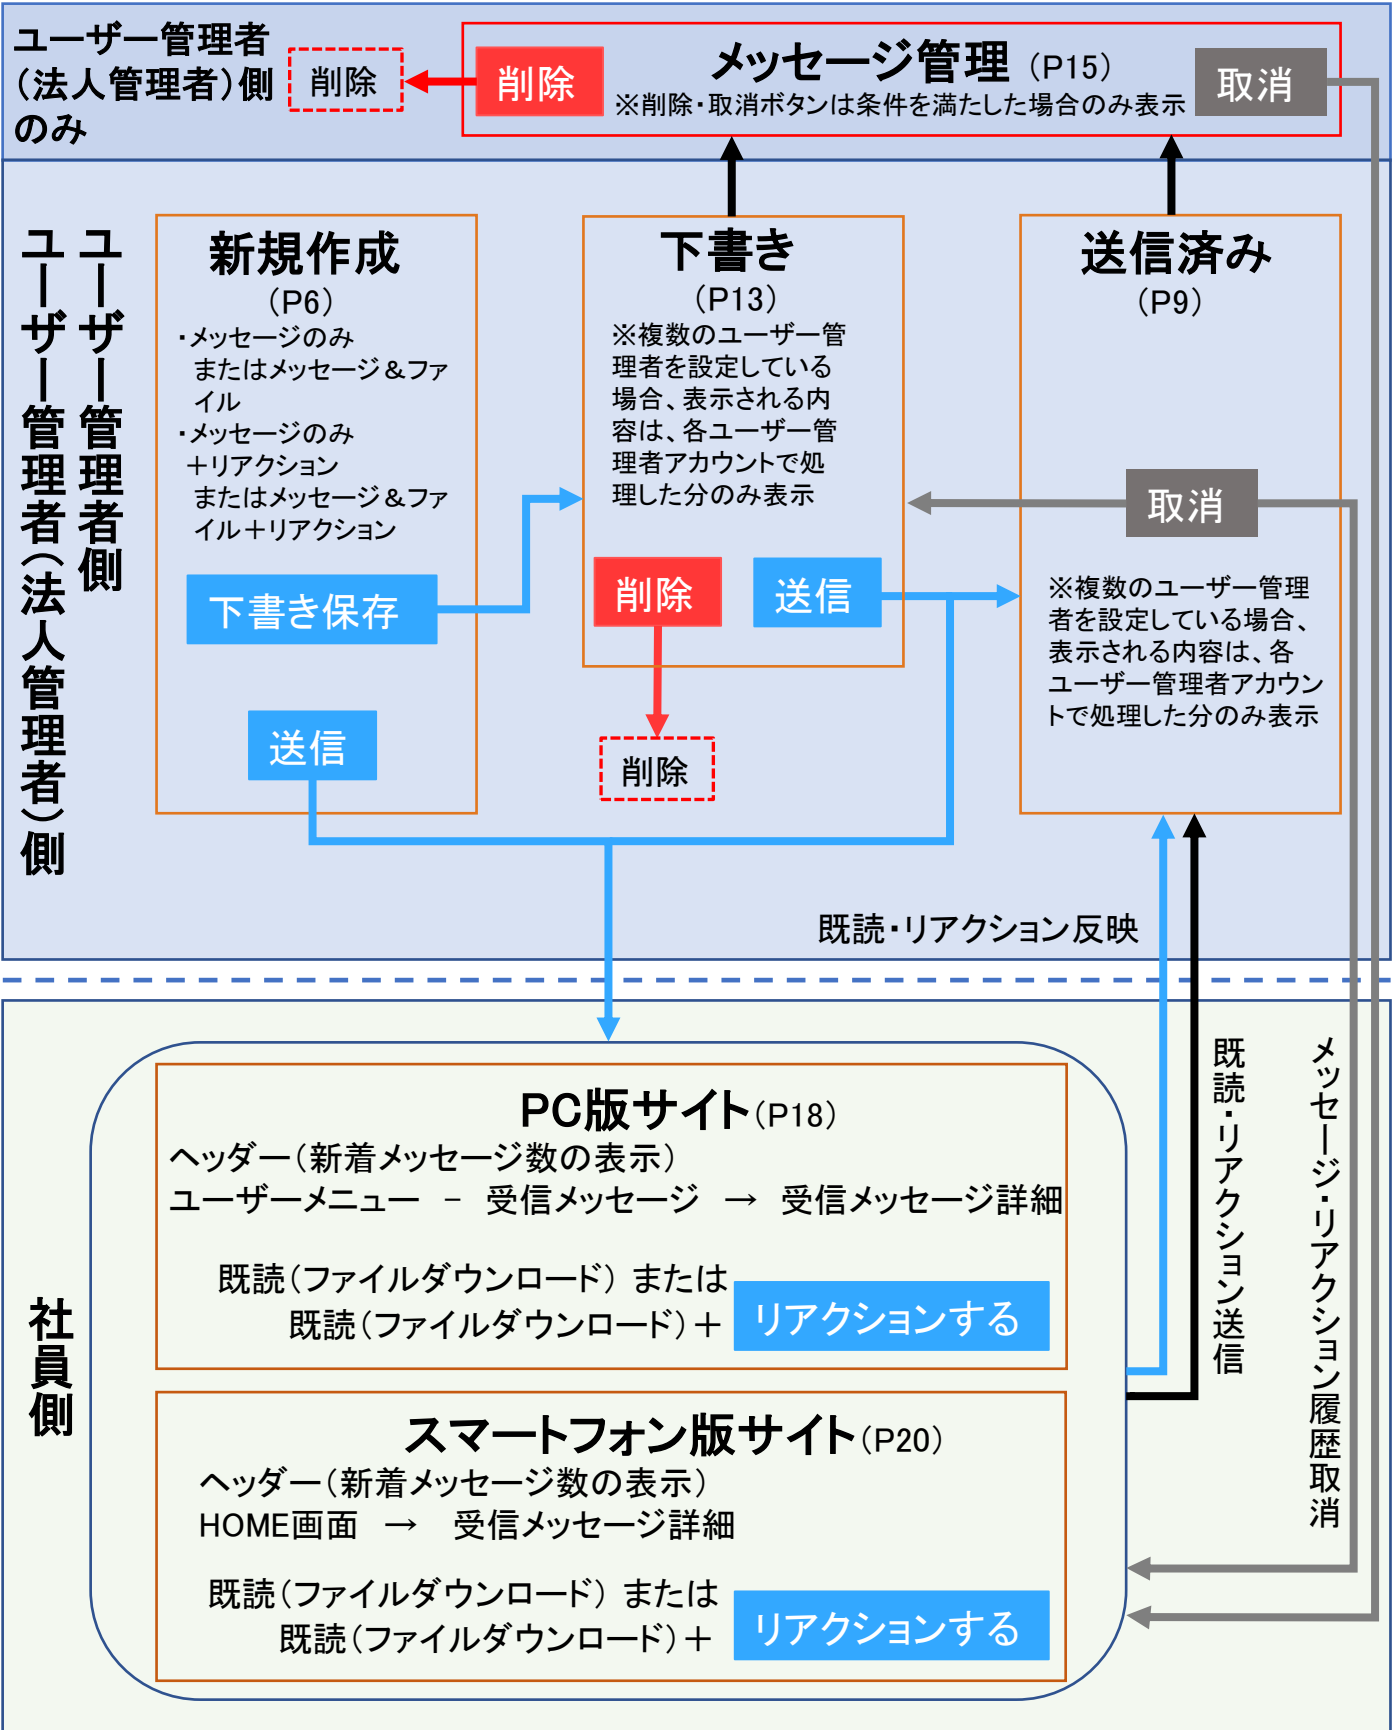 ユーザー管理者
（法人管理者）側
のみ
削除
削除
メッセージ管理（P15）
※削除・取消ボタンは条件を満たした場合のみ表示
取消
ユーザー管理者側
ユーザー管理者（法人管理者）側
新規作成
（P6）
・メッセージのみ
またはメッセージ＆ファ
イル
・メッセージのみ
＋リアクション
またはメッセージ＆ファ
イル＋リアクション
下書き保存
送信
下書き
（P13）
※複数のユーザー管
理者を設定している
場合、表示される内
容は、各ユーザー管
理者アカウントで処
理した分のみ表示
削除
送信
削除
送信済み
（P9）
取消
※複数のユーザー管理
者を設定している場合、
表示される内容は、各
ユーザー管理者アカウン
トで処理した分のみ表示
既読・リアクション反映
既読・リアクション送信
メッセージ・リアクション履歴取消
社員側
PC版サイト（P18）
ヘッダー（新着メッセージ数の表示）
ユーザーメニュー － 受信メッセージ → 受信メッセージ詳細
既読（ファイルダウンロード） または
既読（ファイルダウンロード）＋
リアクションする
スマートフォン版サイト（P20）
ヘッダー（新着メッセージ数の表示）
HOME画面 → 受信メッセージ詳細
既読（ファイルダウンロード） または
既読（ファイルダウンロード）＋
リアクションする